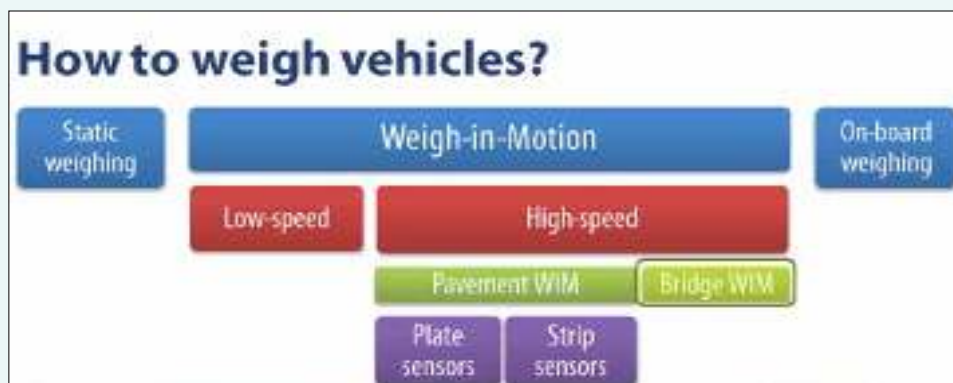 How to weigh vehicles?
Static
weighing
Weigh-in-Motion
On-board
weighing
Low-speed
High-speed
Pavement WIM
Bridge WIM
Plate
sensors
Strip
sensors